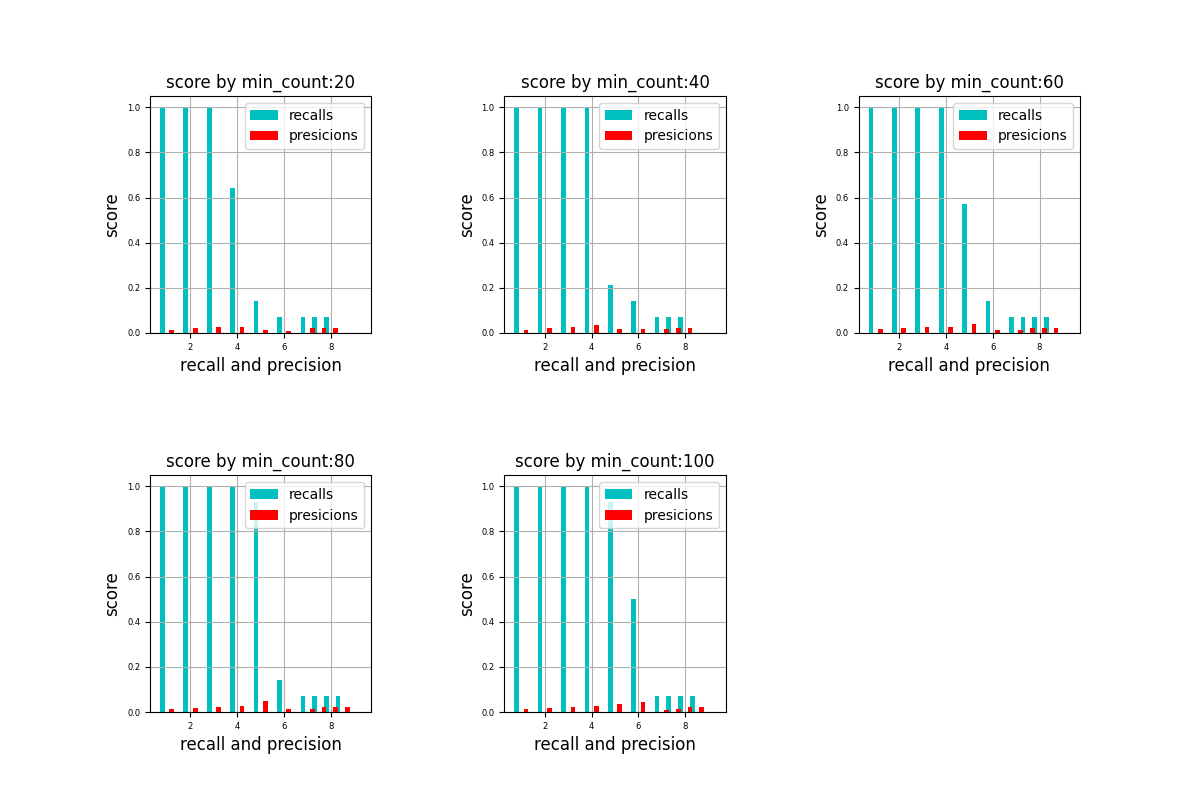 score by min_count:20
1.0
0.8
0.6
0.4
0.2
0.0
score
recalls
presicions
2 4 6 8
recall and precision
score by min_count:40
1.0
0.8
0.6
0.4
0.2
0.0
score
recalls
presicions
2 4 6 8
recall and precision
score by min_count:60
1.0
0.8
0.6
0.4
0.2
0.0
score
recalls
presicions
2 4 6 8
recall and precision
score by min_count:80
1.0
0.8
0.6
0.4
0.2
0.0
score
recalls
presicions
2 4 6 8
recall and precision
score by min_count:100
1.0
0.8
0.6
0.4
0.2
0.0
score
recalls
presicions
2 4 6 8
recall and precision